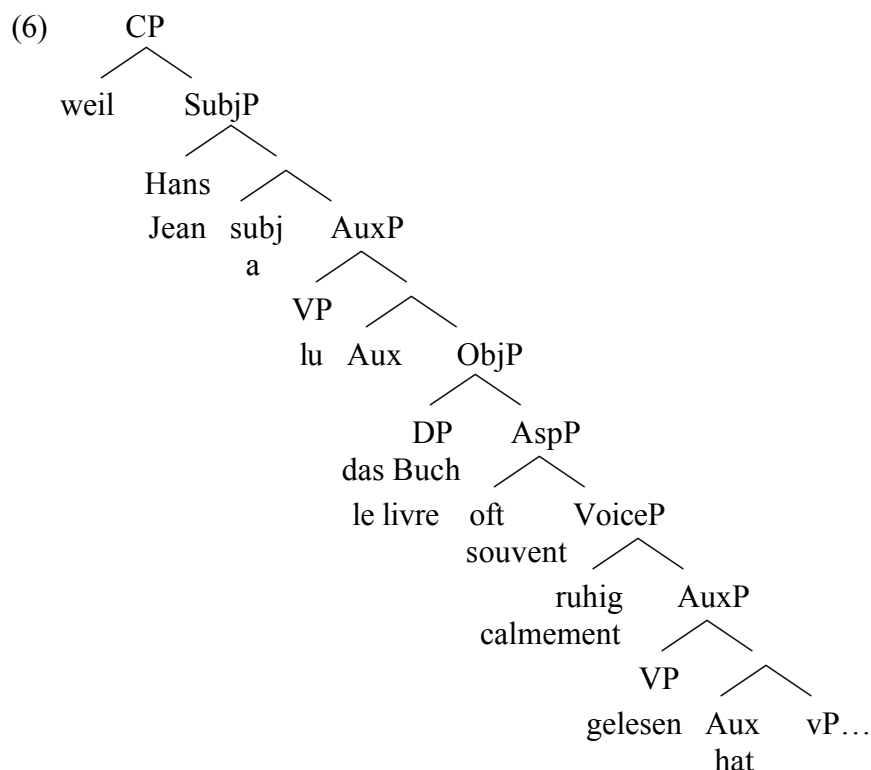 (6) CP
weil SubjP
Hans
Jean subj AuxP
a
VP
lu Aux ObjP
DP AspP
das Buch
le livre oft VoiceP
souvent
ruhig AuxP
calmement
VP
gelesen Aux vP…
hat